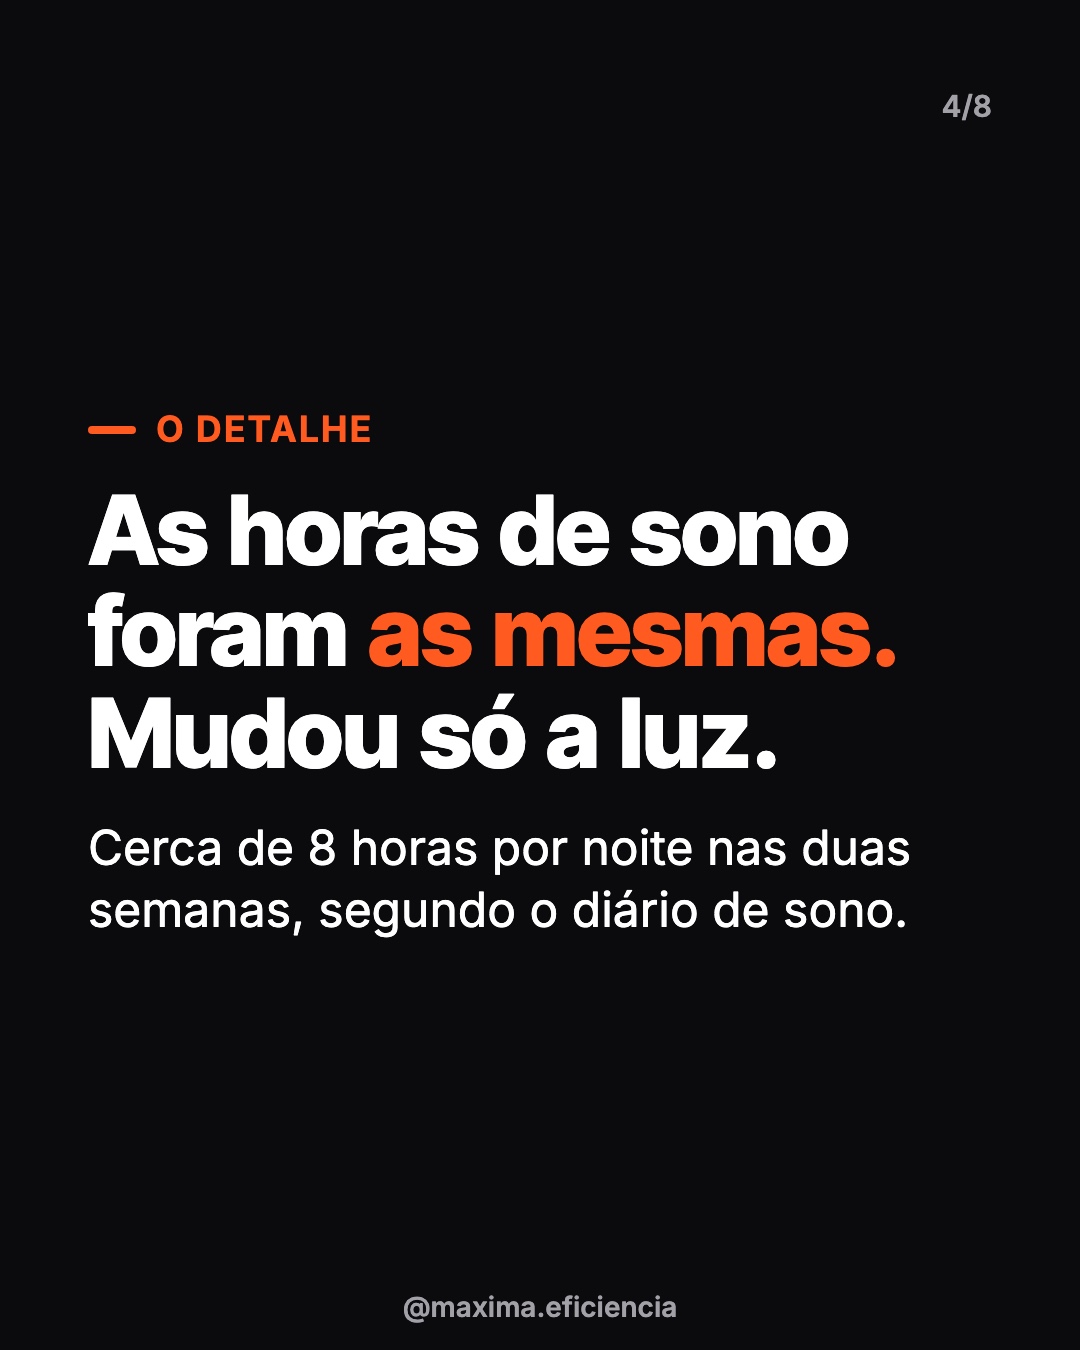 4/8
O DETALHE
As horas de sono
foram as mesmas.
Mudou só a luz.
Cerca de 8 horas por noite nas duas
semanas, segundo o diário de sono.
@maxima.eficiencia